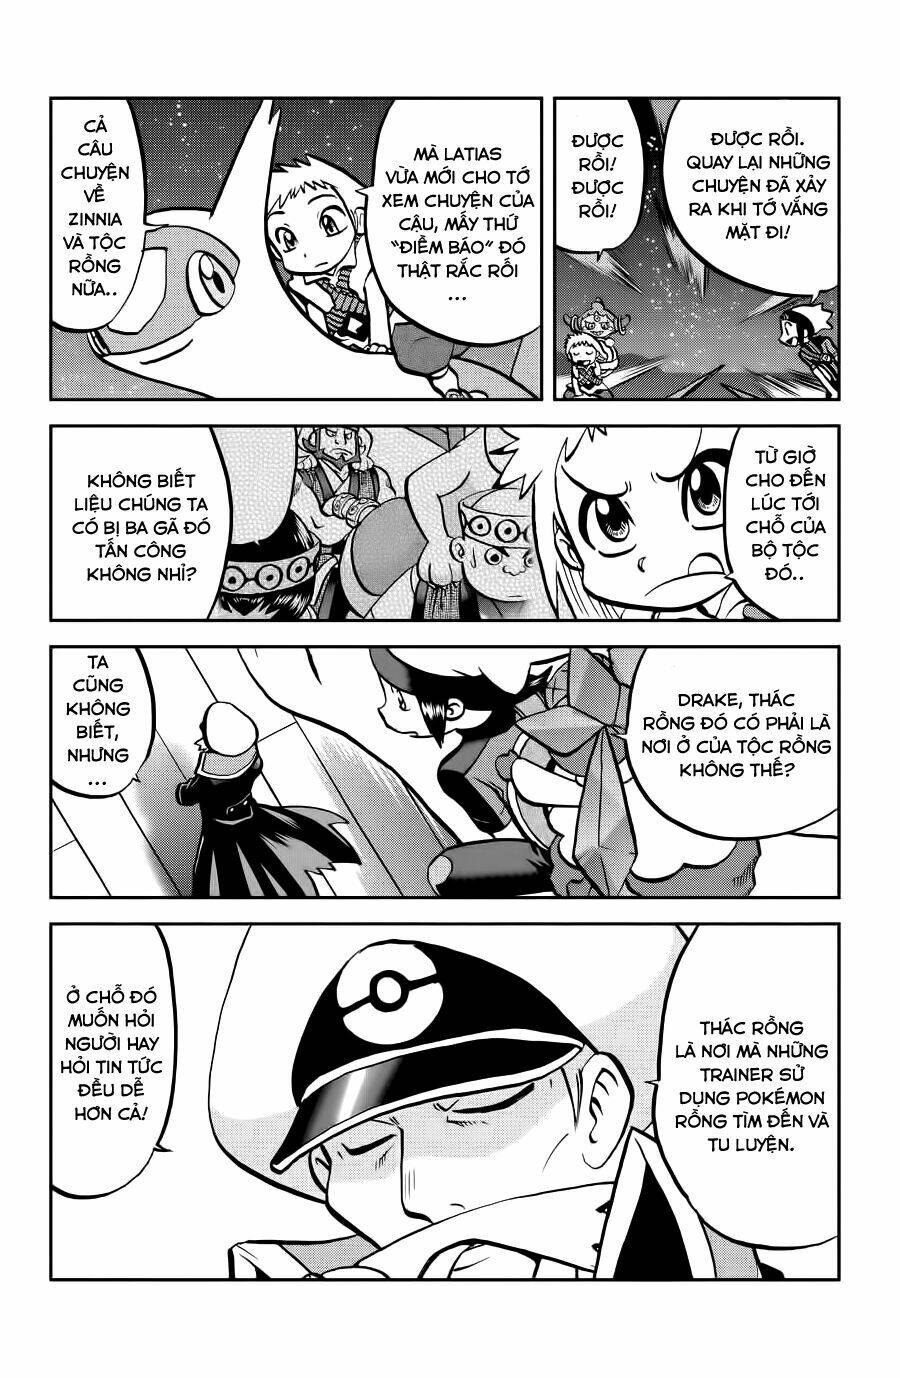 ĐƯỢC RỒI.
QUAY LẠI NHỮNG
CHUYỆN ĐÃ XẢY
RA KHI TỚ VẮNG
MẶT ĐI!
ĐƯỢC
RỒI!
ĐƯỢC
RỒI!
MÀ LATIAS
VỪA MỚI CHO TỚ
XEM CHUYỆN CỦA
CẬU, MẤY THỨ
"ĐIỀM BÁO" ĐÓ
THẬT RẮC RỐI
...
CẢ
CÂU
CHUYỆN
VỀ
ZINNIA
VÀ TỘC
RỒNG
NỮA..
TỪ GIỜ
CHO ĐẾN
LÚC TỚI
CHỖ CỦA
BỘ TỘC
ĐÓ..
KHÔNG BIẾT
LIỆU CHÚNG TA
CÓ BỊ BA GÃ ĐÓ
TẤN CÔNG
KHÔNG NHỈ?
DRAKE, THÁC
RỒNG ĐÓ CÓ PHẢI LÀ
NƠI Ở CỦA TỘC RỒNG
KHÔNG THẾ?
TA
CŨNG
KHÔNG
BIẾT,
NHƯNG
...
THÁC RỒNG
LÀ NƠI MÀ NHỮNG
TRAINER SỬ
DỤNG POKÉMON
RỒNG TÌM ĐẾN VÀ
TU LUYỆN.
Ở CHỖ ĐÓ
MUỐN HỎI
NGƯỜI HAY
HỎI TIN TỨC
ĐỀU DỄ
HƠN CẢ!